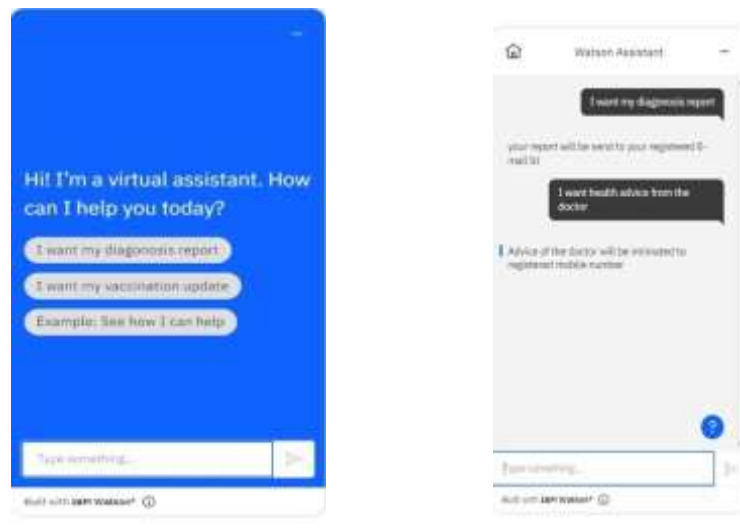 Hi! I'm a virtual assistant. How
can I help you today?
I want my diagonosis report
I want my vaccination update
Example: See how I can help
Type something...
Built with IBM Watson® ⓘ
Watson Assistant
I want my diagnosis report
your report will be send to your registered E-
mail Id
I want health advice from the
doctor
Advice of the doctor will be intimated to
registered mobile number
?
Type something...
Built with IBM Watson® ⓘ